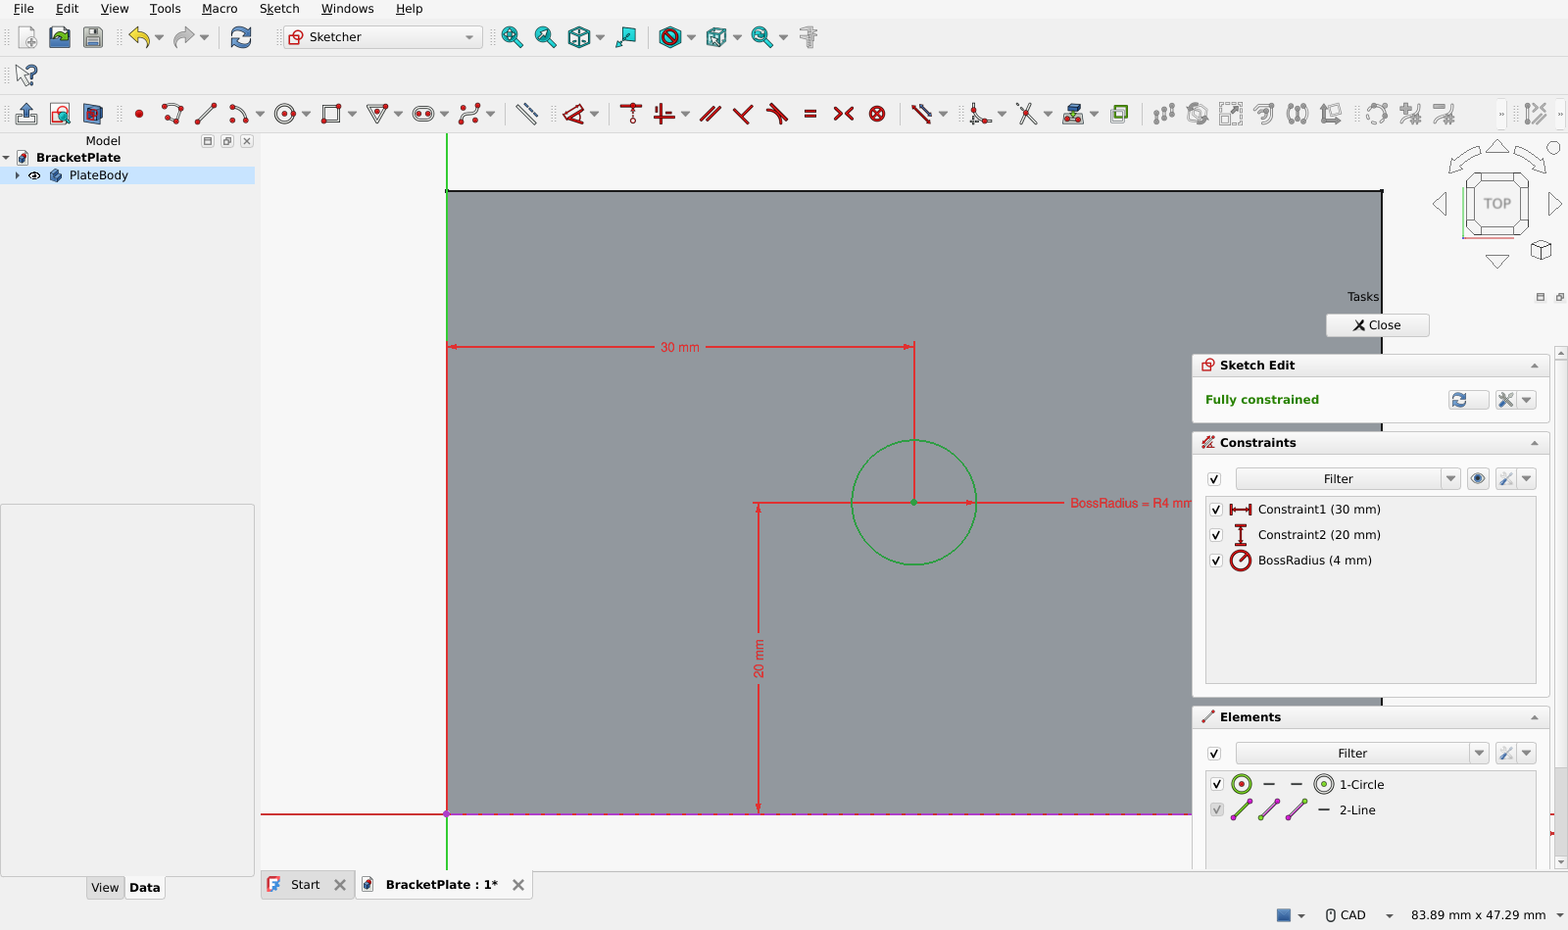 File Edit View Tools Macro Sketch Windows Help
Sketcher
Model
BracketPlate
PlateBody
TOP
Tasks
Close
30 mm
Sketch Edit
Fully constrained
Constraints
Filter
BossRadius = R4 mm
Constraint1 (30 mm)
Constraint2 (20 mm)
BossRadius (4 mm)
20 mm
Elements
Filter
1-Circle
2-Line
View Data
Start
BracketPlate : 1*
CAD
83.89 mm x 47.29 mm